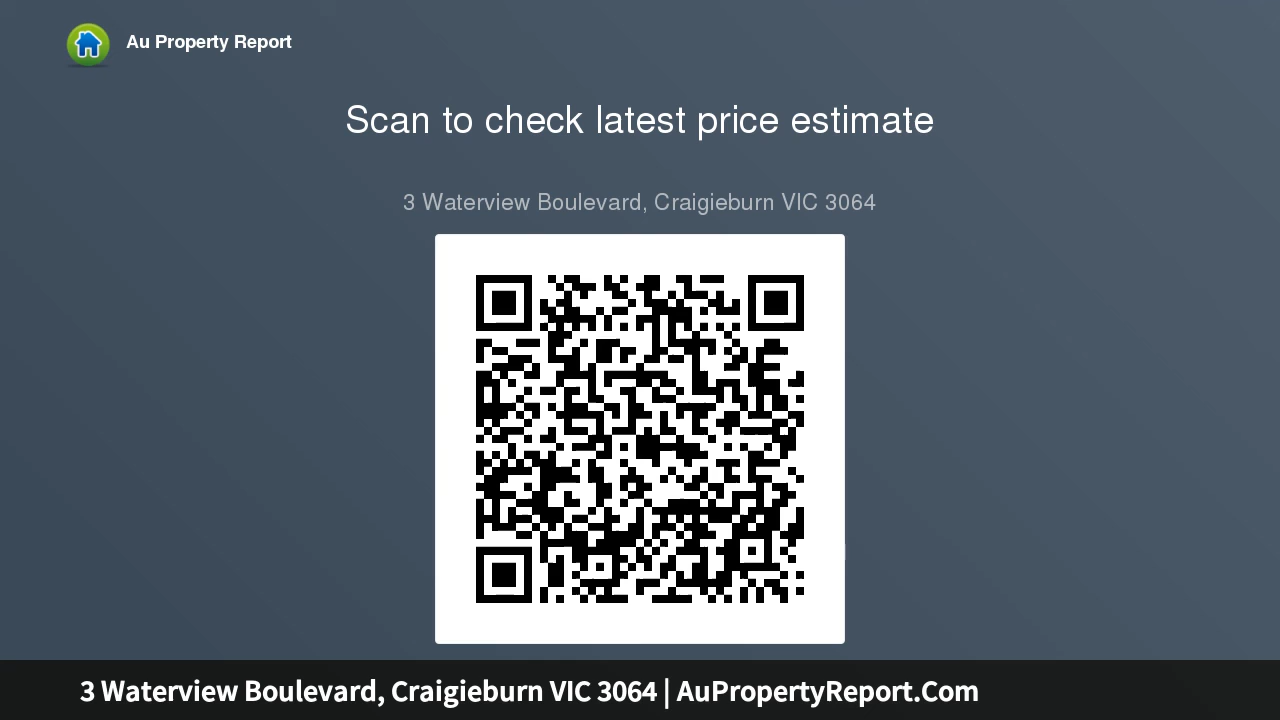 Au Property Report
Scan to check latest price estimate
3 Waterview Boulevard, Craigieburn VIC 3064
3 Waterview Boulevard, Craigieburn VIC 3064 | AuPropertyReport.Com